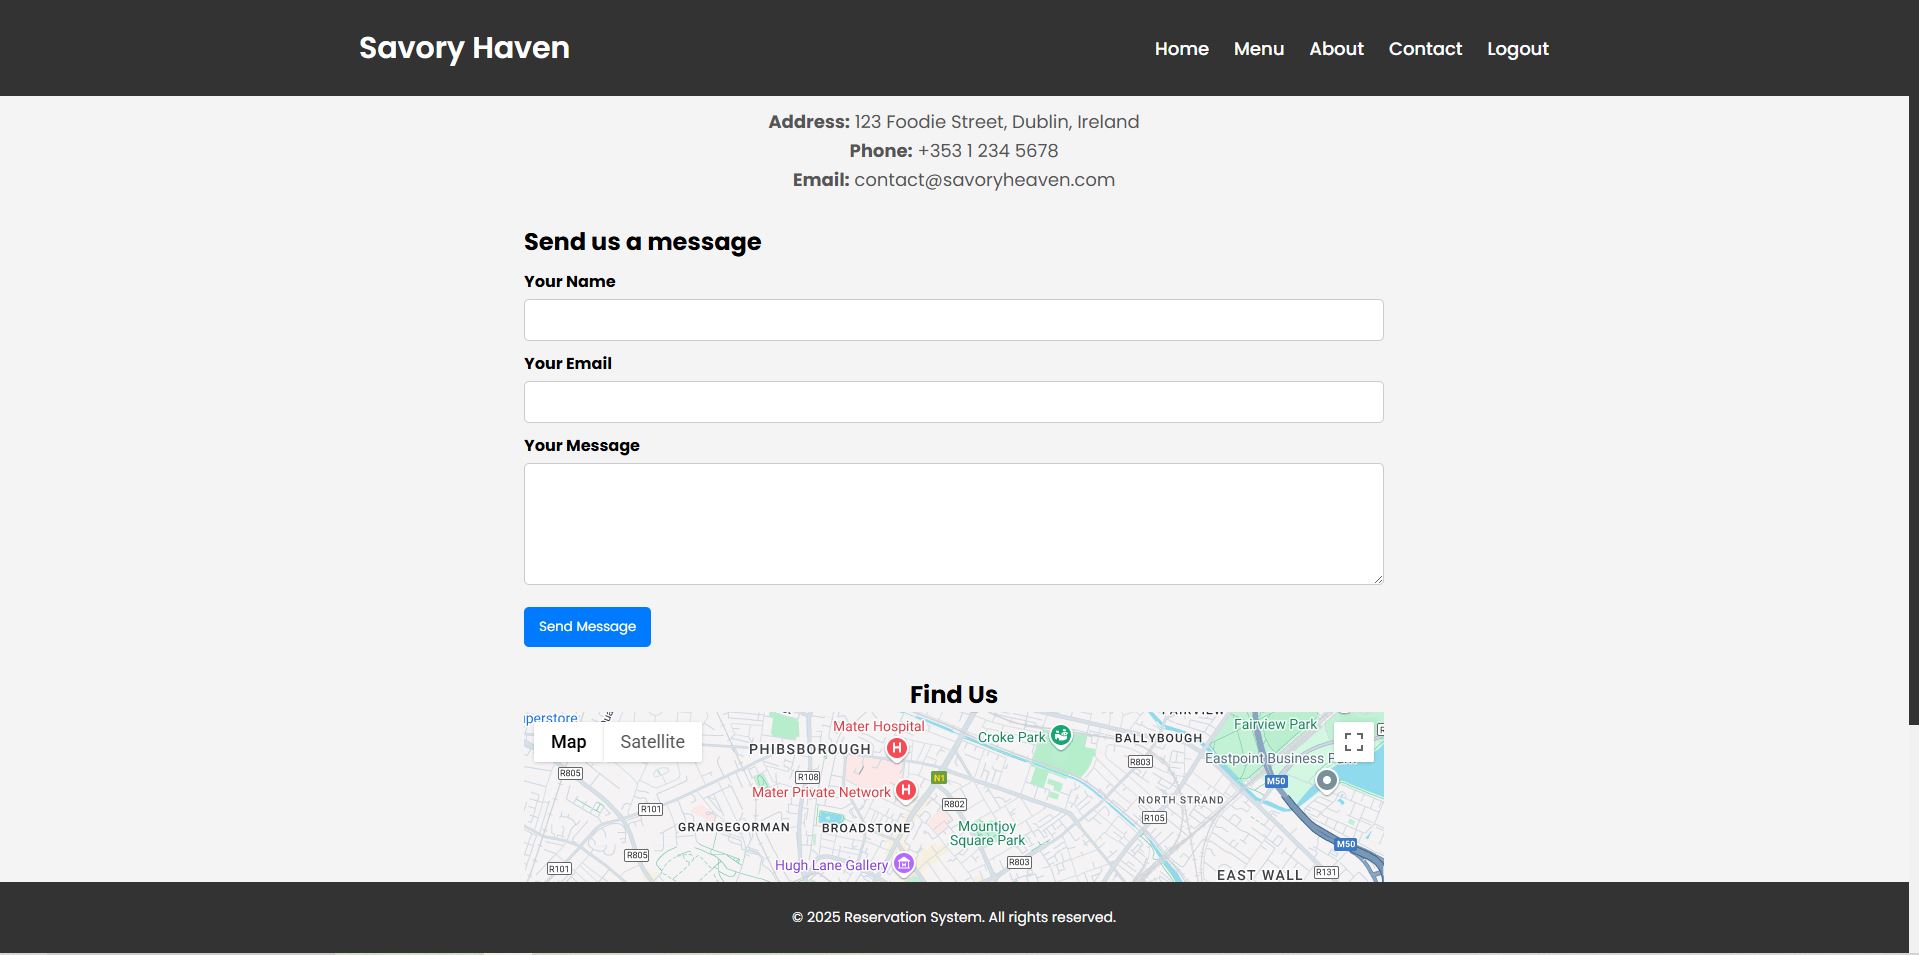 Savory Haven
Home Menu About Contact Logout
Address: 123 Foodie Street, Dublin, Ireland
Phone: +353 1 234 5678
Email: contact@savoryheaven.com
Send us a message
Your Name
Your Email
Your Message
Send Message
Find Us
Map Satellite
Mater Hospital
PHIBSBOROUGH
Croke Park
BALLYBOUGH
Fairview Park
Eastpoint Business
R805
R108
N1
R803
M50
Mater Private Network
R101
R802
NORTH STRAND
R105
GRANGEGORMAN
BROADSTONE
Mountjoy
Square Park
M50
R805
R101
Hugh Lane Gallery
R803
EAST WALL
R131
© 2025 Reservation System. All rights reserved.